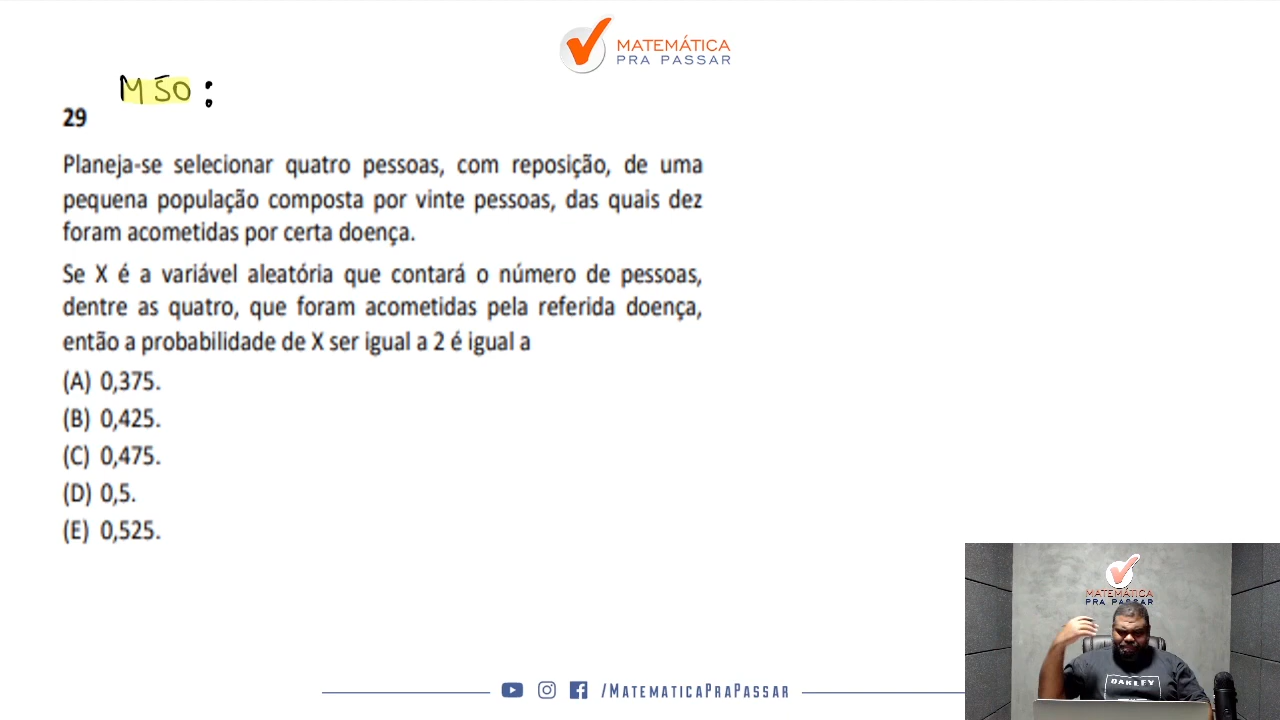 MATEMÁTICA
PRA PASSAR
M50:
29
Planeja-se selecionar quatro pessoas, com reposição, de uma
pequena população composta por vinte pessoas, das quais dez
foram acometidas por certa doença.
Se X é a variável aleatória que contará o número de pessoas,
dentre as quatro, que foram acometidas pela referida doença,
então a probabilidade de X ser igual a 2 é igual a
(A) 0,375.
(B) 0,425.
(C) 0,475.
(D) 0,5.
(E) 0,525.
MATEMÁTICA
PRA PASSAR
OAKLEY
/MATEMATICAPRAPASSAR